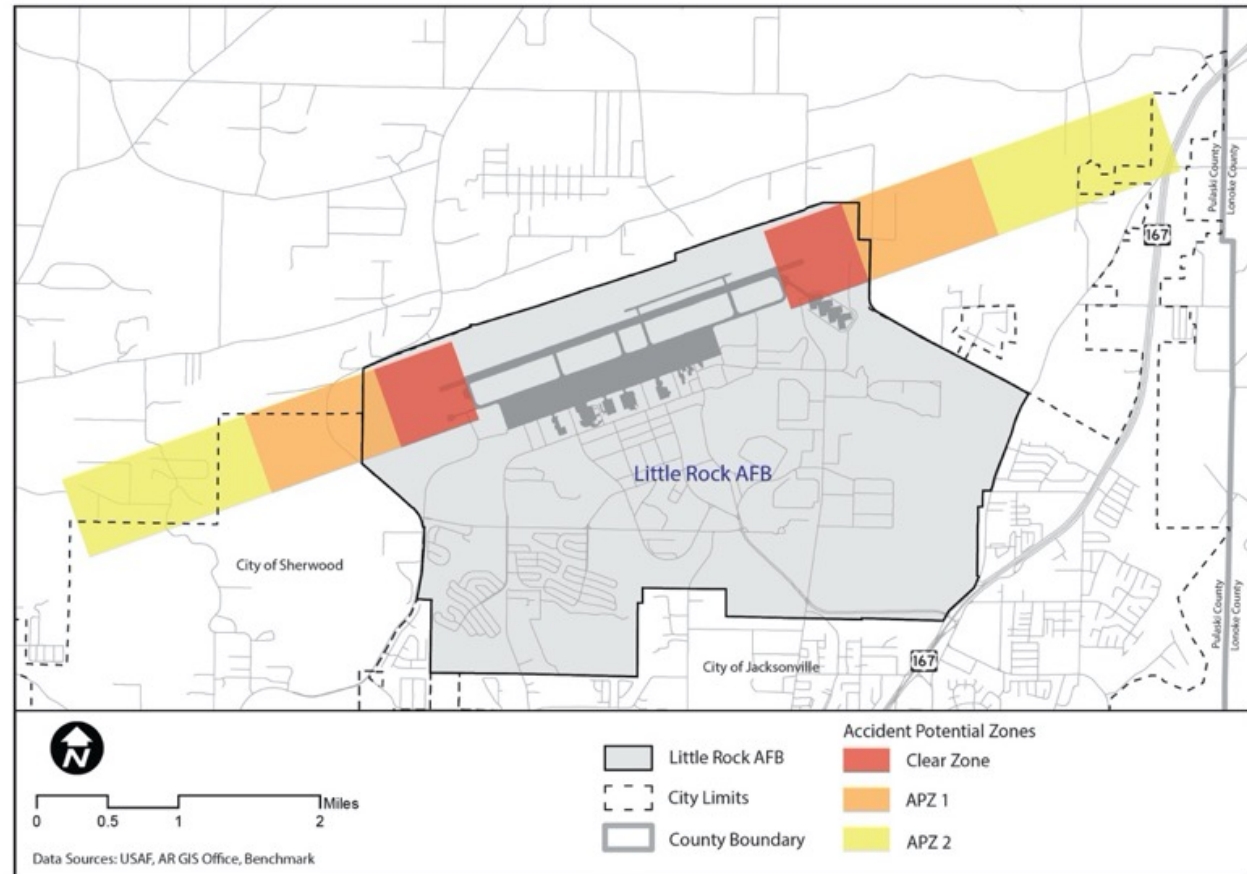 Pulaski County
Lonoke County
167
Little Rock AFB
City of Sherwood
Pulaski County
Lonoke County
167
City of Jacksonville
N
Accident Potential Zones
Little Rock AFB
Clear Zone
City Limits
APZ 1
County Boundary
APZ 2
Miles
0 0.5 1 2
Data Sources: USAF, AR GIS Office, Benchmark